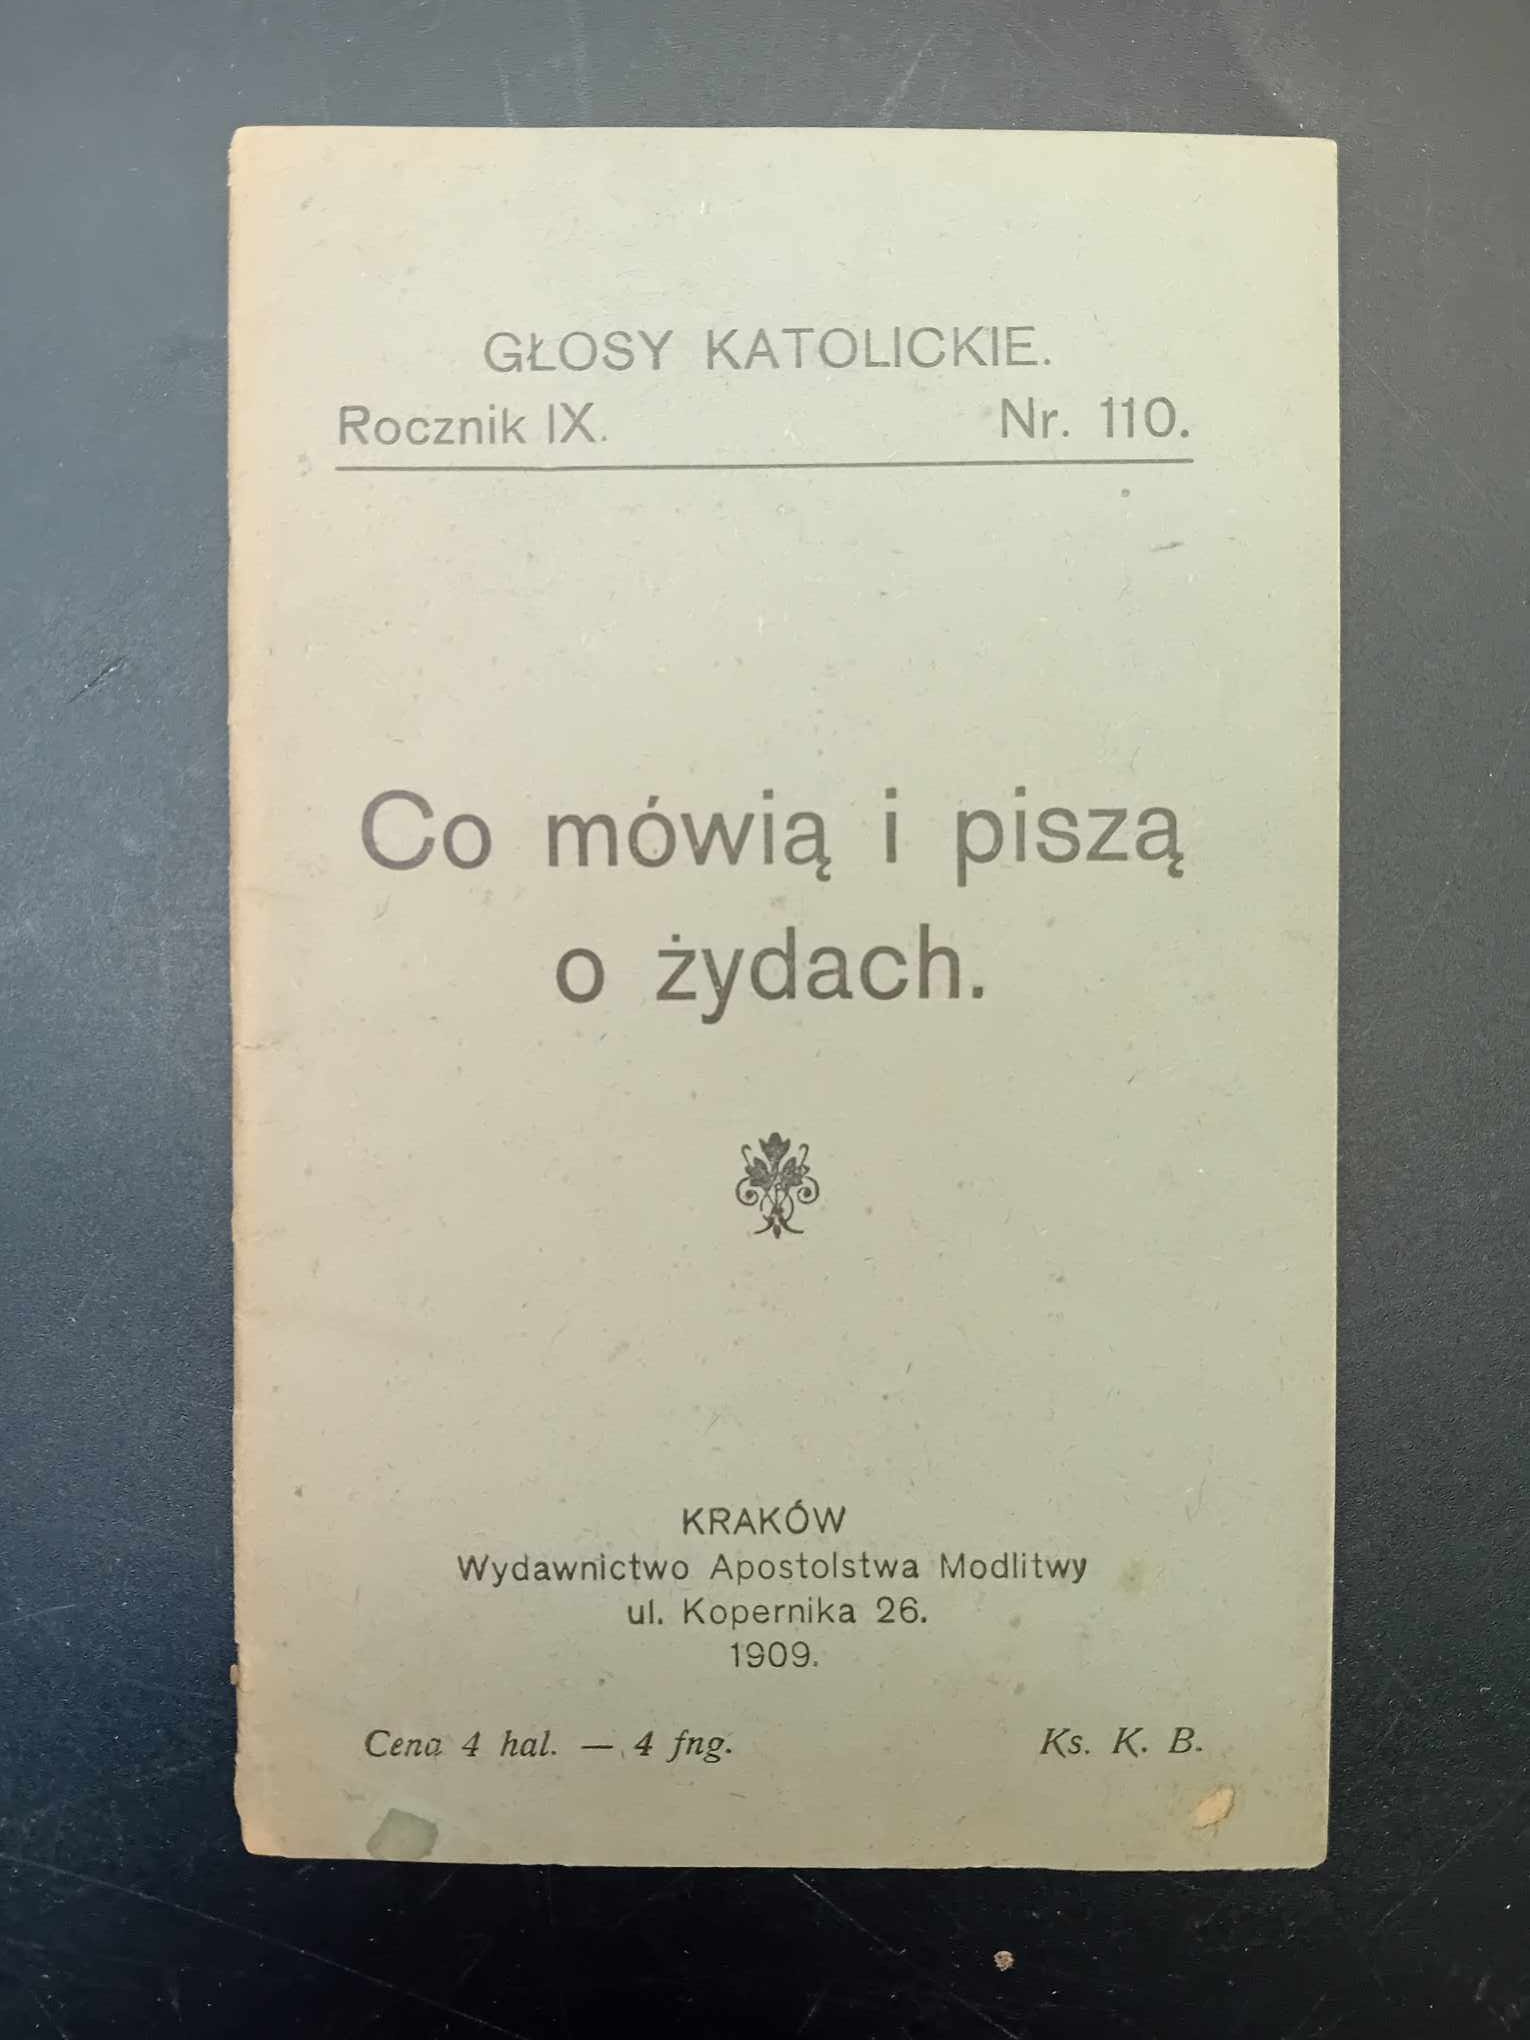 GŁOSY KATOLICKIE.
Rocznik IX. Nr. 110.
Co mówią i piszą
o żydach.
KRAKÓW
Wydawnictwo Apostolstwa Modlitwy
ul. Kopernika 26.
1909.
Cena 4 hal. — 4 fng. Ks. K. B.